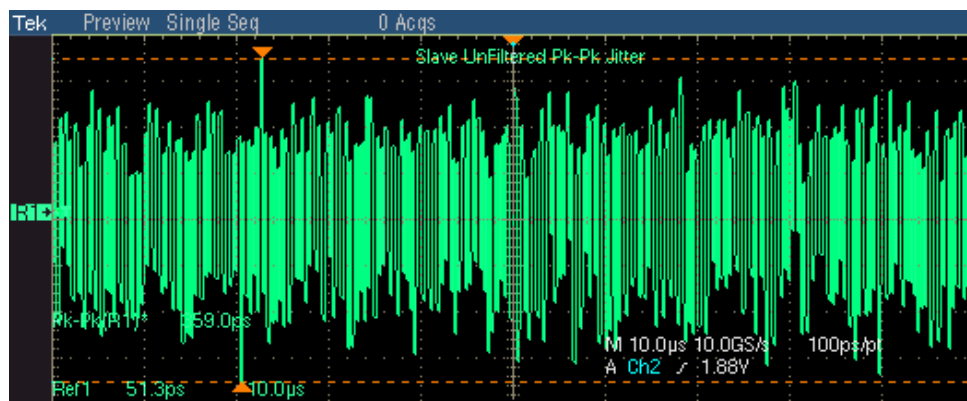 Tek Preview Single Seq 0 Acqs
Slave UnFiltered Pk-Pk Jitter
R1
Pk-Pk(R1)* 359.0ps
M 10.0µs 10.0GS/s 100ps/pt
A Ch2 / 1.88V
Ref1 51.3ps 10.0µs